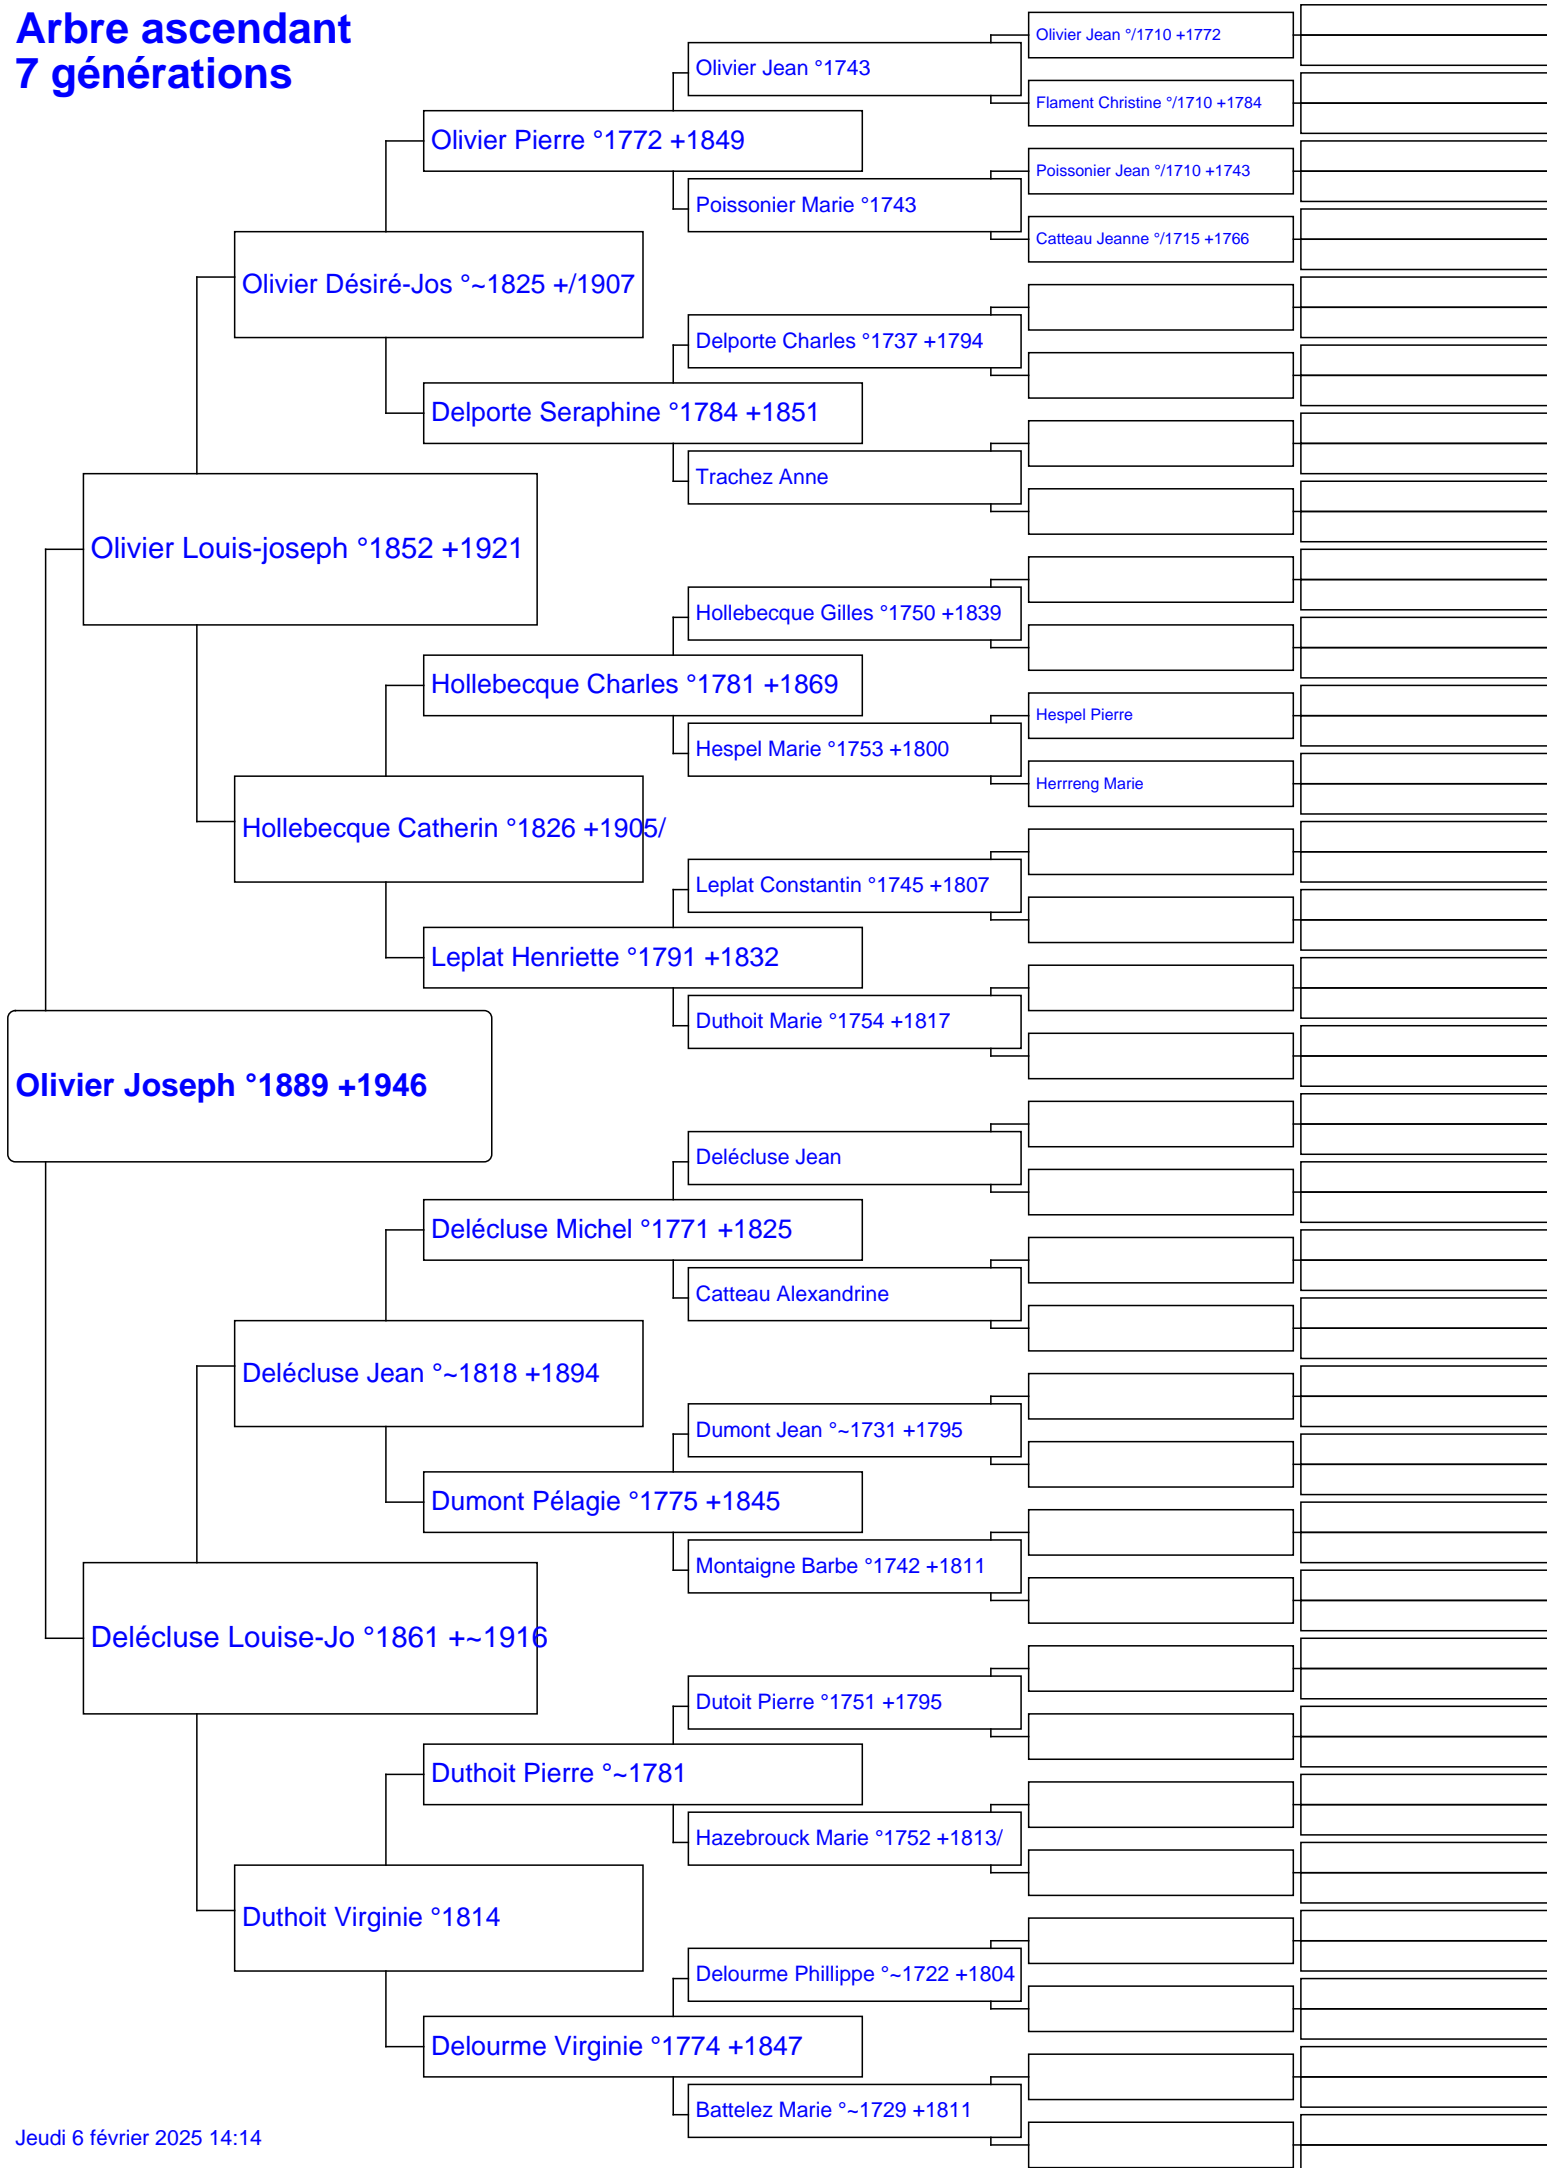 Arbre ascendant
7 générations
Olivier Jean °/1710 +1772
Olivier Jean °1743
Flament Christine °/1710 +1784
Olivier Pierre °1772 +1849
Poissonier Jean °/1710 +1743
Poissonier Marie °1743
Catteau Jeanne °/1715 +1766
Olivier Désiré-Jos °~1825 +/1907
Delporte Charles °1737 +1794
Delporte Seraphine °1784 +1851
Trachez Anne
Olivier Louis-joseph °1852 +1921
Hollebecque Gilles °1750 +1839
Hollebecque Charles °1781 +1869
Hespel Pierre
Hespel Marie °1753 +1800
Herrreng Marie
Hollebecque Catherin °1826 +1905/
Leplat Constantin °1745 +1807
Leplat Henriette °1791 +1832
Duthoit Marie °1754 +1817
Olivier Joseph °1889 +1946
Delécluse Jean
Delécluse Michel °1771 +1825
Catteau Alexandrine
Delécluse Jean °~1818 +1894
Dumont Jean °~1731 +1795
Dumont Pélagie °1775 +1845
Montaigne Barbe °1742 +1811
Delécluse Louise-Jo °1861 +~1916
Dutoit Pierre °1751 +1795
Duthoit Pierre °~1781
Hazebrouck Marie °1752 +1813/
Duthoit Virginie °1814
Delourme Phillippe °~1722 +1804
Delourme Virginie °1774 +1847
Battelez Marie °~1729 +1811
Jeudi 6 février 2025 14:14